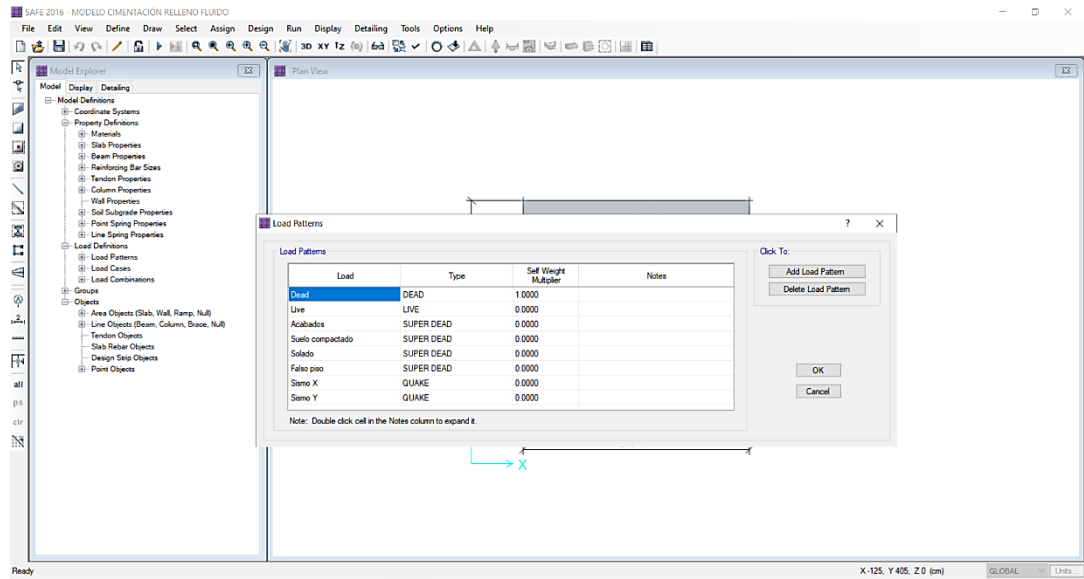 SAFE 2016 - MODELO CIMENTACIÓN RELLENO FLUIDO
File Edit View Define Draw Select Assign Design Run Display Detailing Tools Options Help
3D XY
Model Explorer
Model Display Detailing
Model Definitions
Coordinate Systems
Property Definitions
Materials
Slab Properties
Beam Properties
Reinforcing Bar Sizes
Tendon Properties
Column Properties
Wall Properties
Soil Subgrade Properties
Point Spring Properties
Line Spring Properties
Load Definitions
Load Patterns
Load Cases
Load Combinations
Groups
Objects
Area Objects (Slab, Wall, Ramp, Null)
Line Objects (Beam, Column, Brace, Null)
Tendon Objects
Slab Rebar Objects
Design Strip Objects
Point Objects
all
ps
clr
Plan View
Load Patterns ?
Load Patterns
Load Type Self Weight Multiplier Notes
Dead DEAD 1.0000
Live LIVE 0.0000
Acabados SUPER DEAD 0.0000
Suelo compactado SUPER DEAD 0.0000
Solado SUPER DEAD 0.0000
Falso piso SUPER DEAD 0.0000
Sismo X QUAKE 0.0000
Sismo Y QUAKE 0.0000
Note: Double click cell in the Notes column to expand it.
Click To:
Add Load Pattern
Delete Load Pattern
OK
Cancel
X
Ready X -125, Y 405, Z 0 (cm) GLOBAL Units...